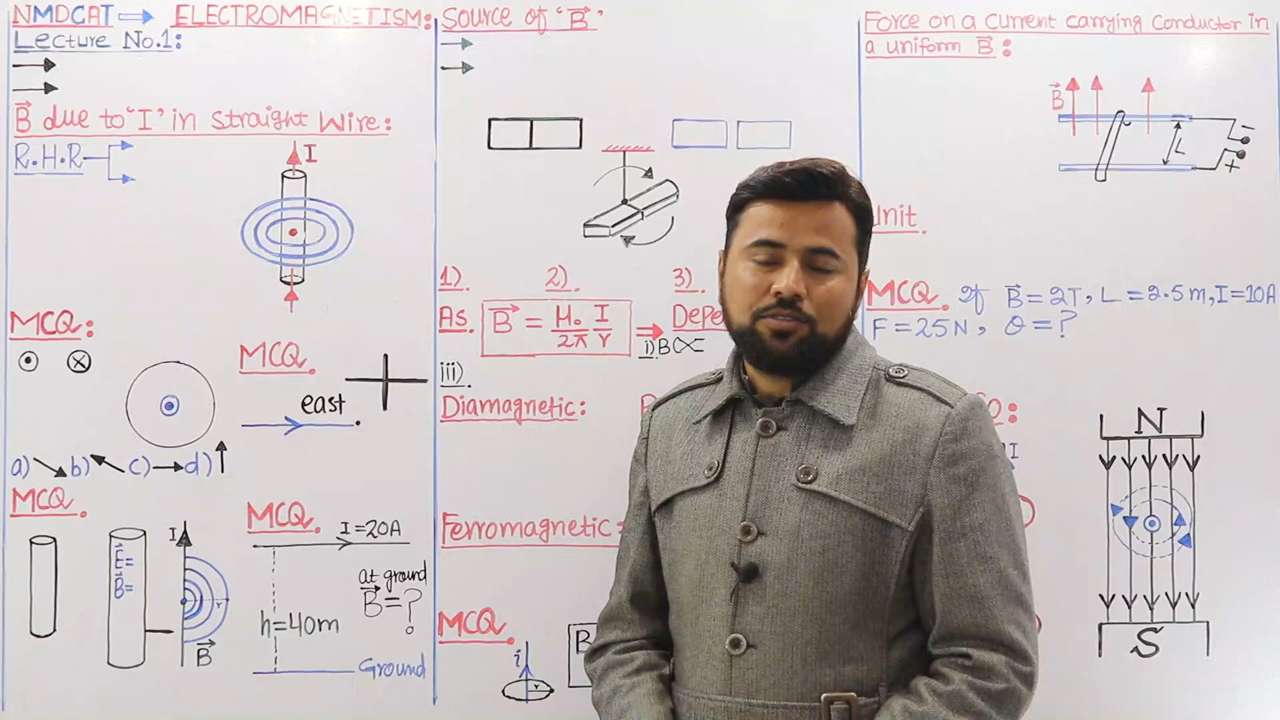 NMDCAT ⇒ ELECTROMAGNETISM:
Lecture No.1:
B⃗ due to 'I' in straight Wire:
R.H.R
I
MCQ:
a) ↘ b) ↖ c) → d) ↑
MCQ.
east
MCQ.
E⃗=
B⃗=
I
r
B⃗
MCQ.
I=20A
at ground
B⃗=?
h=40m
Ground
Source of 'B⃗'
1). 2). 3).
As. B⃗ = μ₀ I / 2π r ⇒
i) B∝
iii).
Diamagnetic:
Ferromagnetic:
MCQ.
i
r
B
Force on a current carrying conductor in
a uniform B⃗:
B⃗
L
-
+
unit
MCQ. If B⃗=2T, L=2.5m, I=10A
F=25N, θ=?
I
N
S